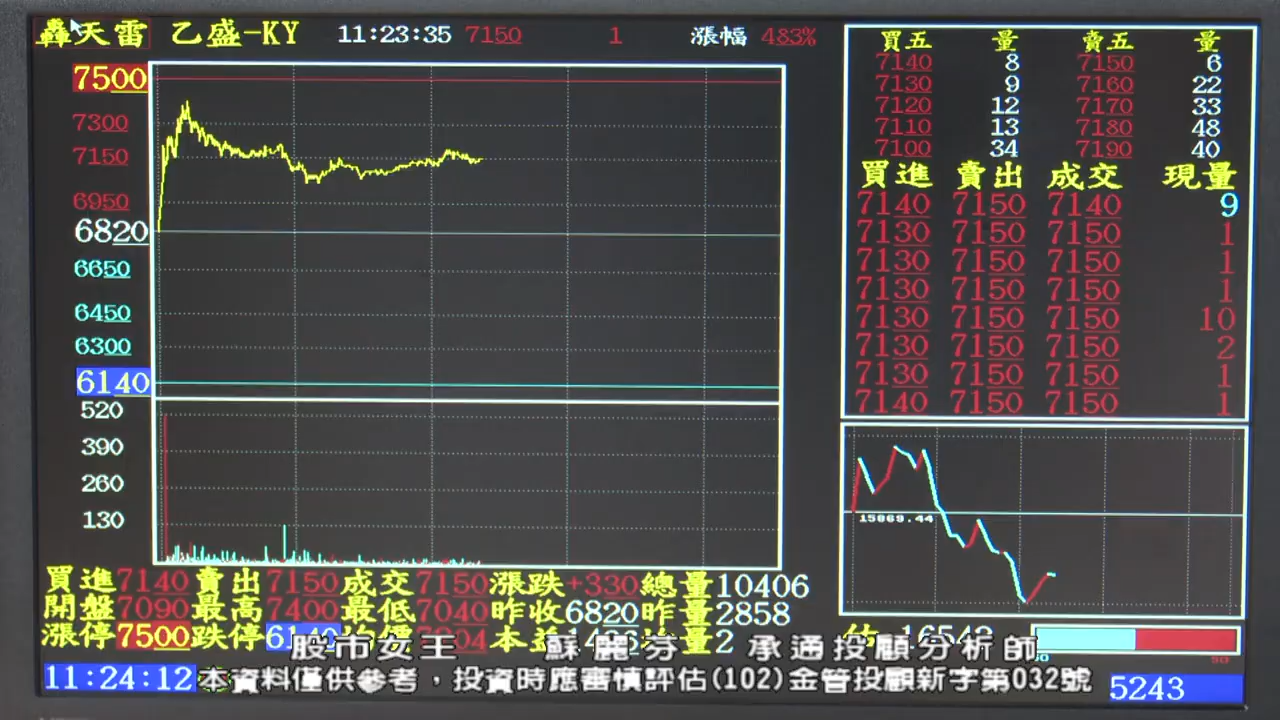 轟天雷 乙盛-KY 11:23:35 7150 1 漲幅 4.83%
7500
7300
7150
6950
6820
6650
6450
6300
6140
520
390
260
130
買五 量 賣五 量
7140 8 7150 6
7130 9 7160 22
7120 12 7170 33
7110 13 7180 48
7100 34 7190 40
買進 賣出 成交 現量
7140 7150 7140 9
7130 7150 7150 1
7130 7150 7150 1
7130 7150 7150 1
7130 7150 7150 10
7130 7150 7150 2
7130 7150 7150 1
7140 7150 7150 1
15869.44
買進7140賣出7150成交7150漲跌+330總量10406
開盤7090最高7400最低7040昨收6820昨量2858
漲停7500跌停6140
量2
股市女王 蘇麗芬 承通投顧分析師
11:24:12 本資料僅供參考，投資時應審慎評估(102)金管投顧新字第032號 5243